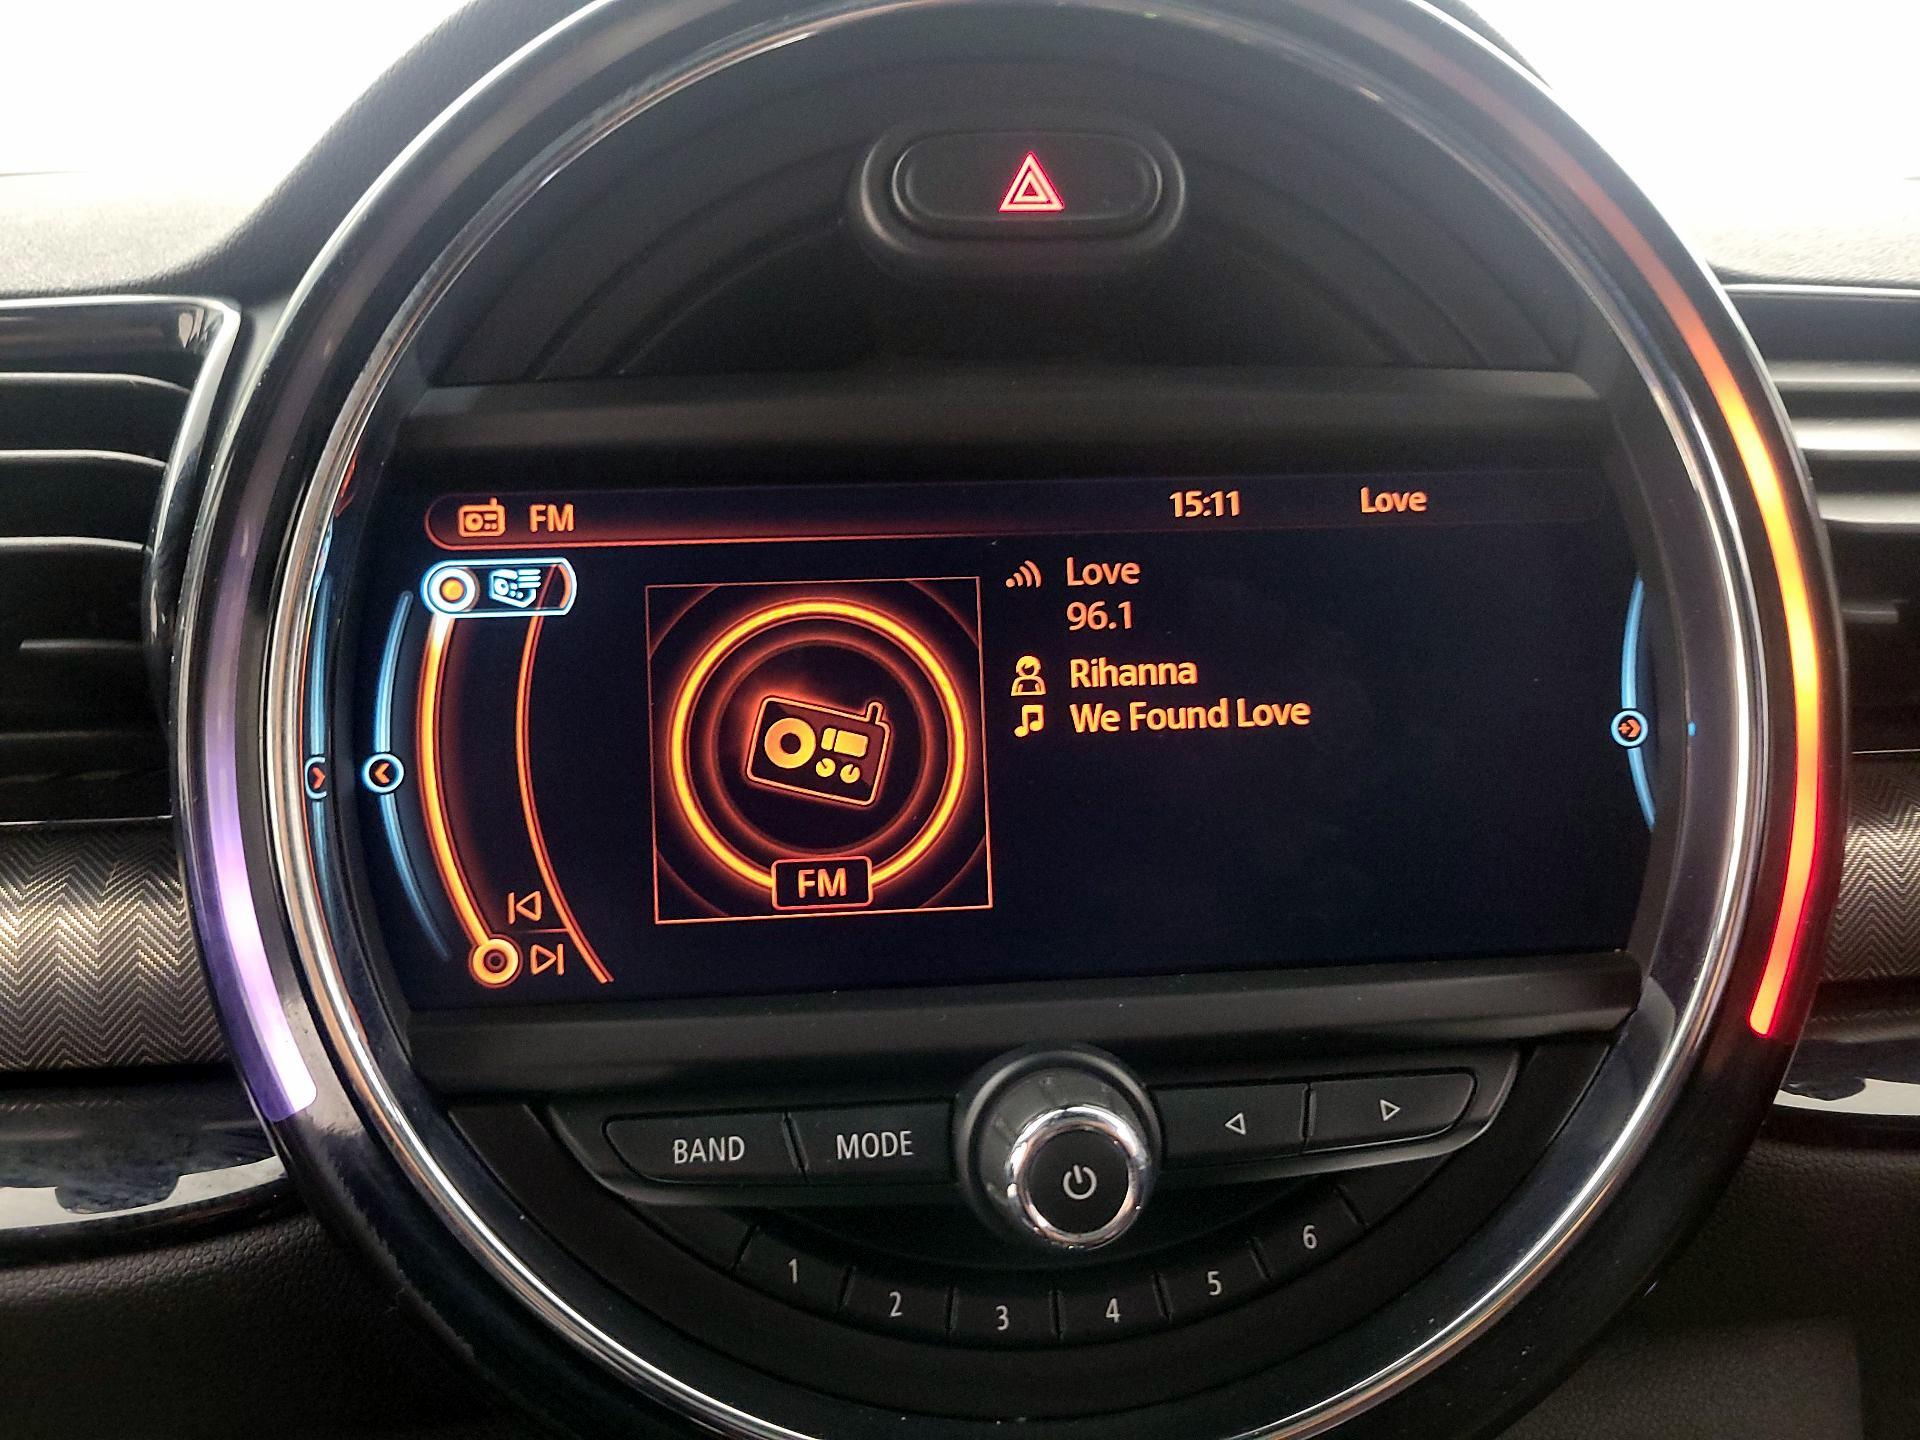 FM
15:11
Love
Love
96.1
Rihanna
We Found Love
FM
BAND
MODE
1
2
3
4
5
6